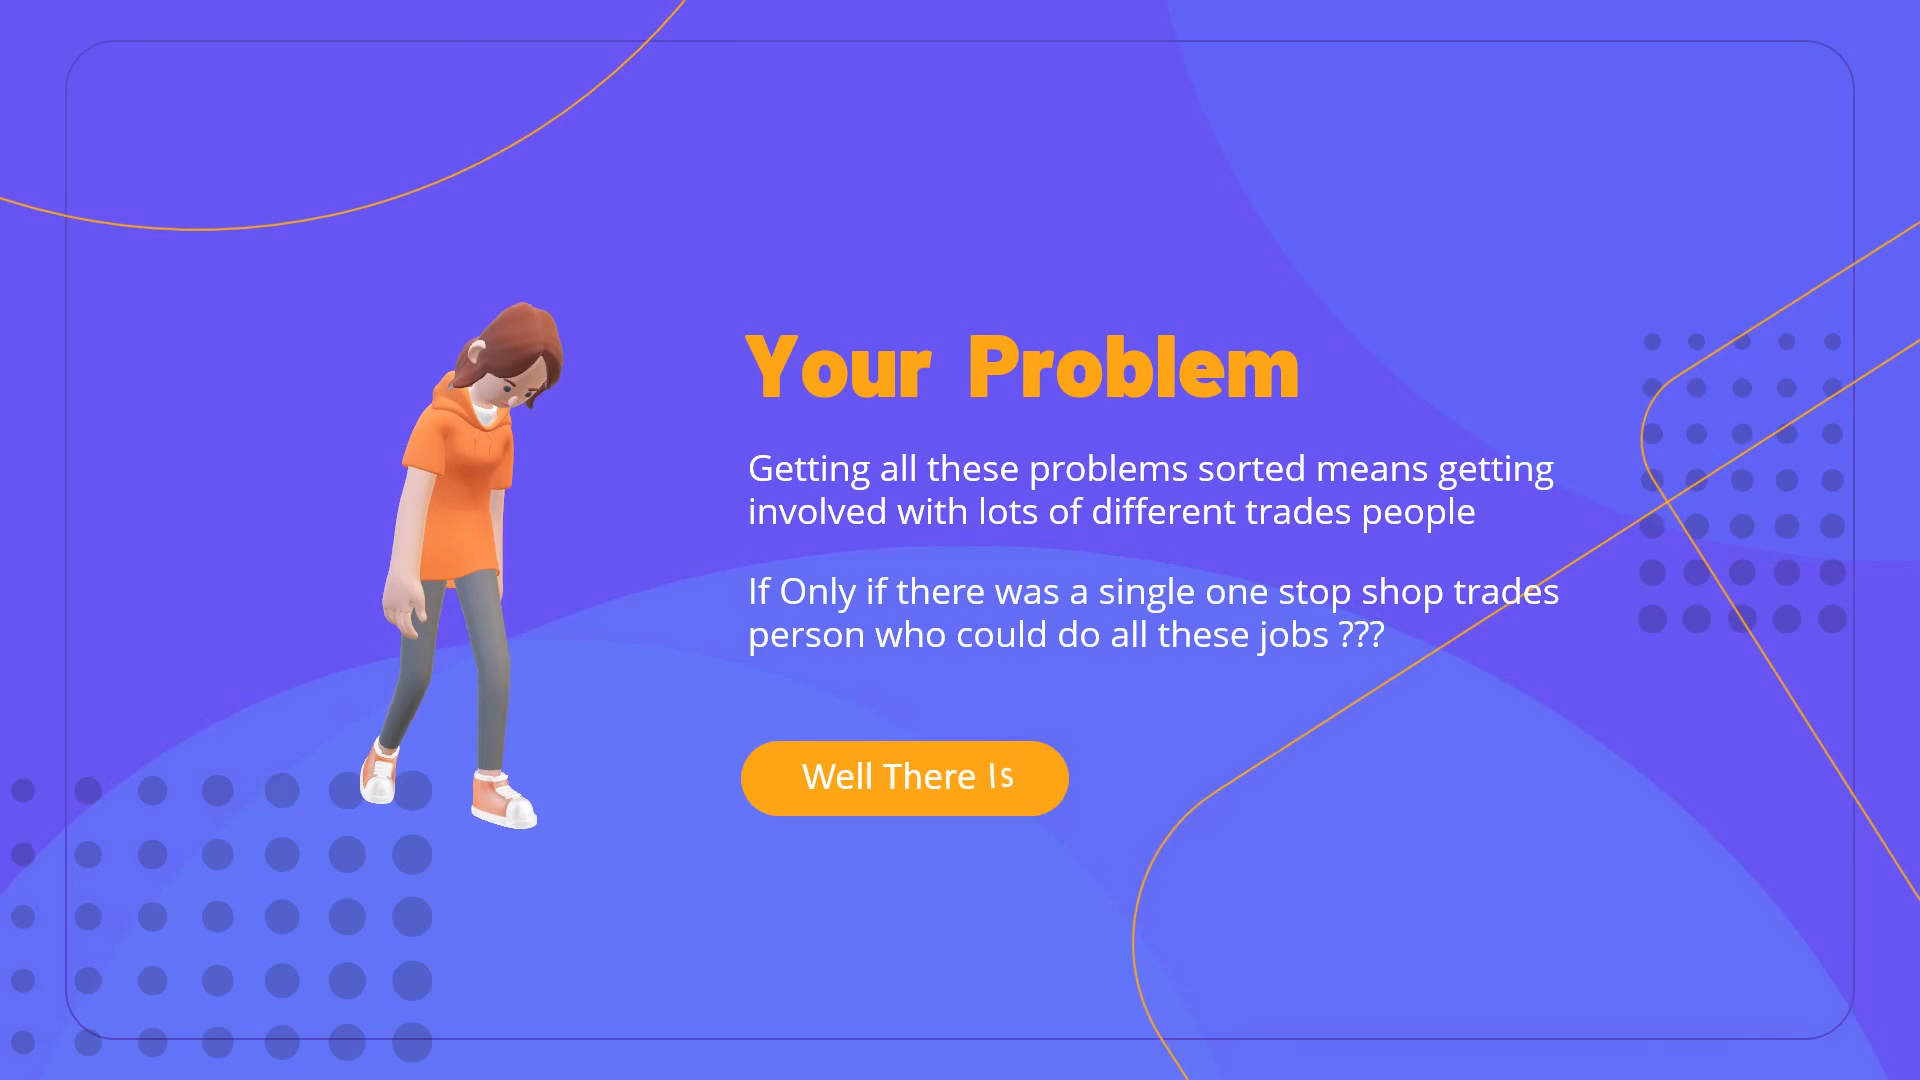 Your Problem
Getting all these problems sorted means getting
involved with lots of different trades people
If Only if there was a single one stop shop trades
person who could do all these jobs ???
Well There Is